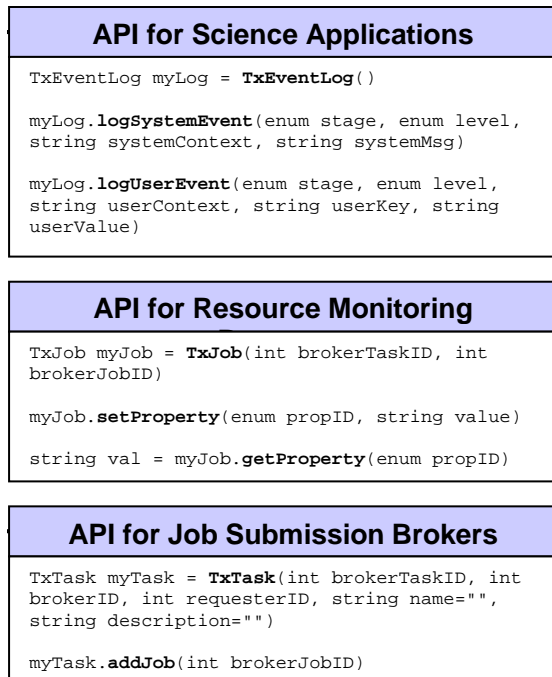 API for Science Applications
TxEventLog myLog = TxEventLog()
myLog.logSystemEvent(enum stage, enum level,
string systemContext, string systemMsg)
myLog.logUserEvent(enum stage, enum level,
string userContext, string userKey, string
userValue)
API for Resource Monitoring
TxJob myJob = TxJob(int brokerTaskID, int
brokerJobID)
myJob.setProperty(enum propID, string value)
string val = myJob.getProperty(enum propID)
API for Job Submission Brokers
TxTask myTask = TxTask(int brokerTaskID, int
brokerID, int requesterID, string name="",
string description="")
myTask.addJob(int brokerJobID)